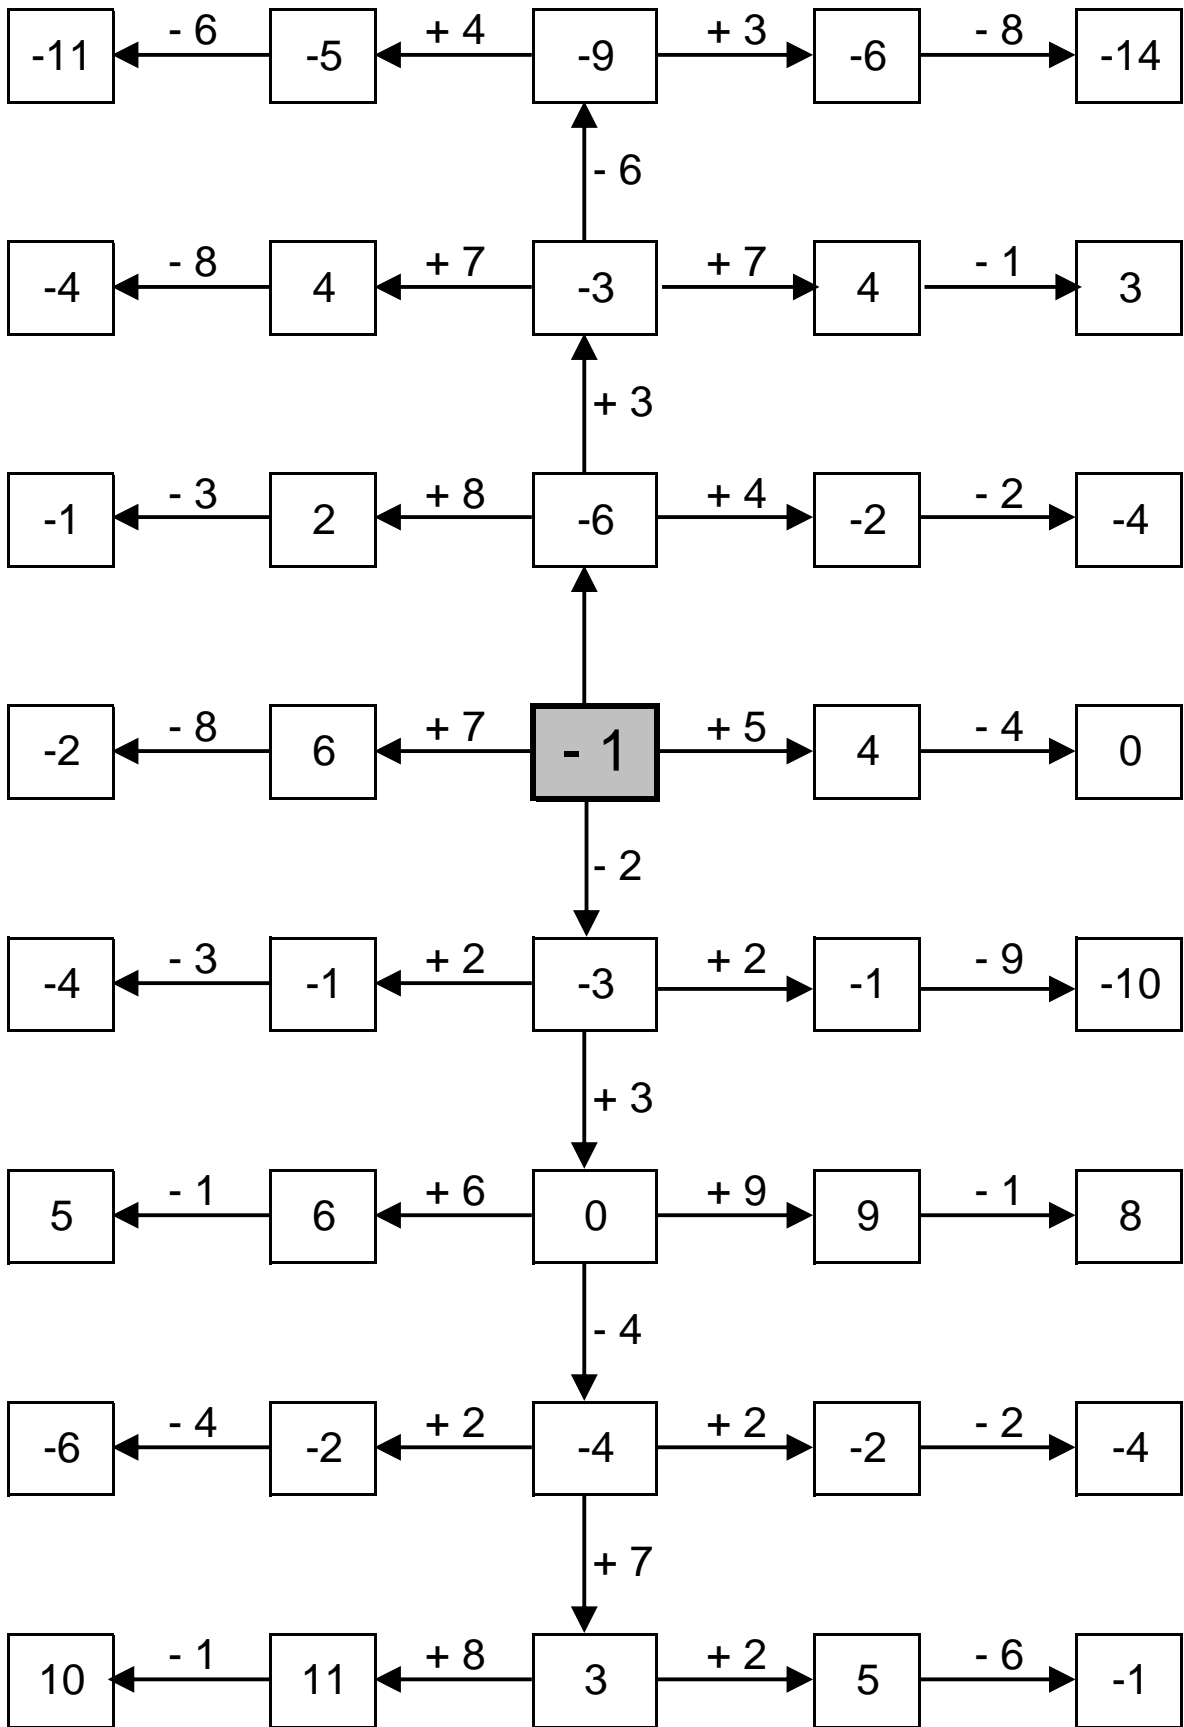 - 6 + 4 + 3 - 8
-11 -5 -9 -6 -14
- 6
- 8 + 7 + 7 - 1
-4 4 -3 4 3
+ 3
- 3 + 8 + 4 - 2
-1 2 -6 -2 -4
- 8 + 7 + 5 - 4
-2 6 - 1 4 0
- 2
- 3 + 2 + 2 - 9
-4 -1 -3 -1 -10
+ 3
- 1 + 6 + 9 - 1
5 6 0 9 8
- 4
- 4 + 2 + 2 - 2
-6 -2 -4 -2 -4
+ 7
- 1 + 8 + 2 - 6
10 11 3 5 -1